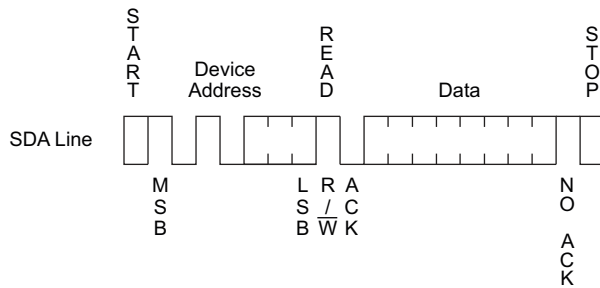 START
READ
STOP
Device
Address
Data
SDA Line
MSB
LSB
R/W
ACK
NO ACK